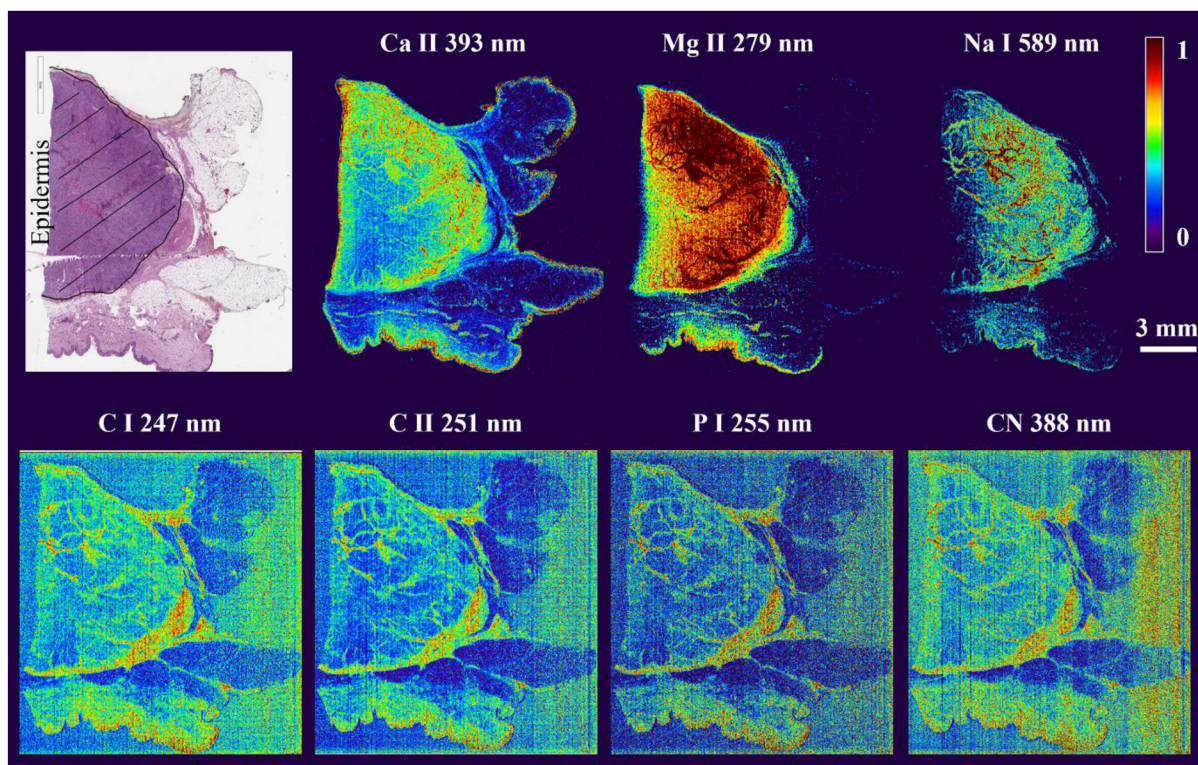 Ca II 393 nm
Mg II 279 nm
Na I 589 nm
1
0
3 mm
Epidermis
C I 247 nm
C II 251 nm
P I 255 nm
CN 388 nm